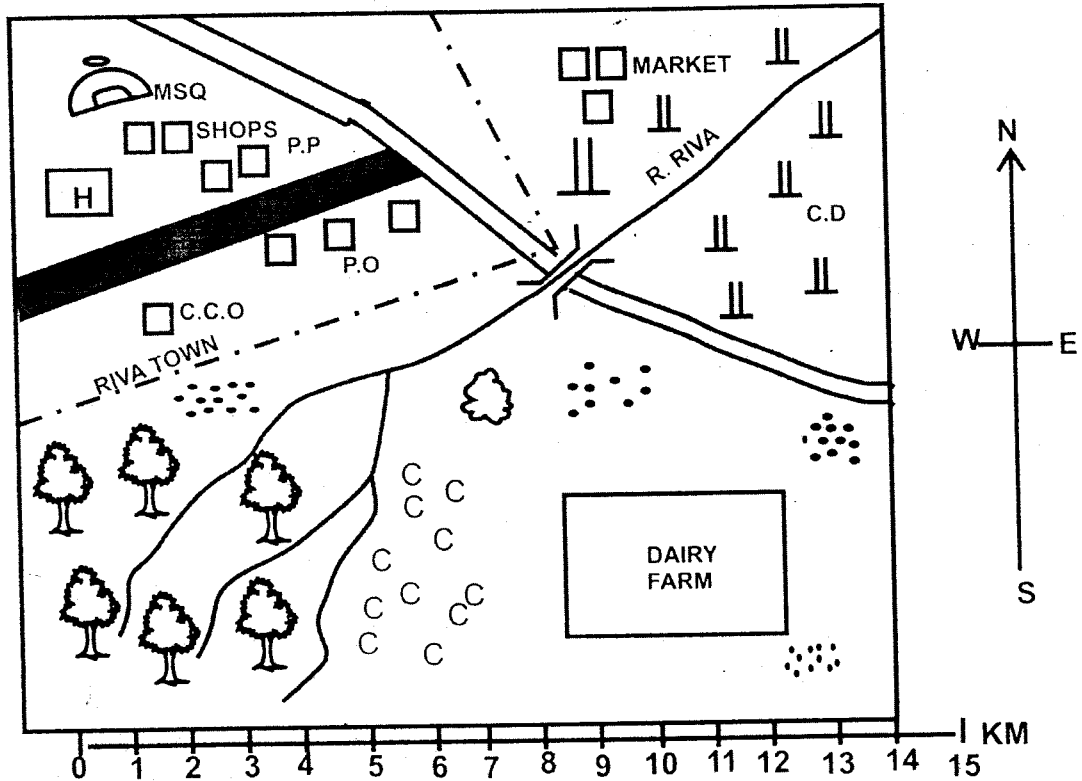 MSQ
MARKET
SHOPS
P.P
H
R. RIVA
N
C.D
P.O
C.C.O
W
E
RIVA TOWN
C
C
C
C
C
C
C
C
C
C
C
DAIRY
FARM
S
0 1 2 3 4 5 6 7 8 9 10 11 12 13 14 15 KM